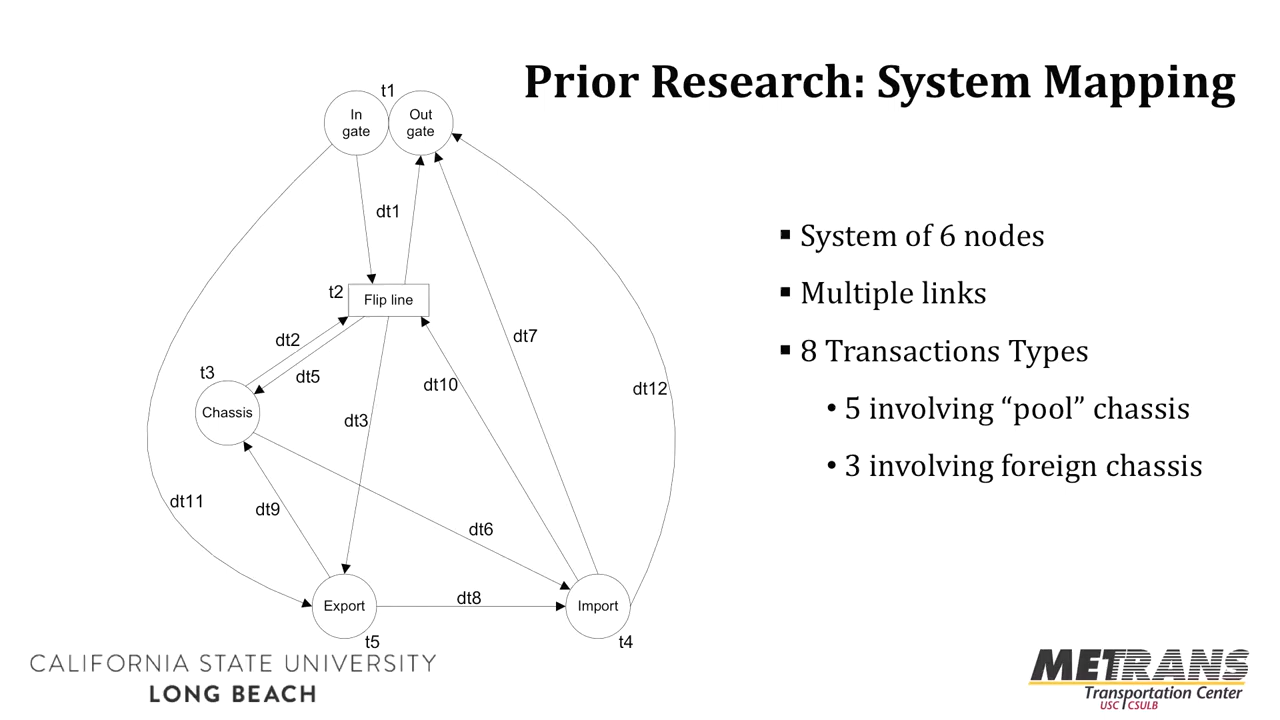 Prior Research: System Mapping
t1
In
gate
Out
gate
dt1
t2
Flip line
dt2
dt5
t3
Chassis
dt3
dt10
dt7
dt12
dt11
dt9
dt6
Export
dt8
Import
t5
t4
▪ System of 6 nodes
▪ Multiple links
▪ 8 Transactions Types
• 5 involving “pool” chassis
• 3 involving foreign chassis
CALIFORNIA STATE UNIVERSITY
LONG BEACH
METRANS
Transportation Center
USC | CSULB